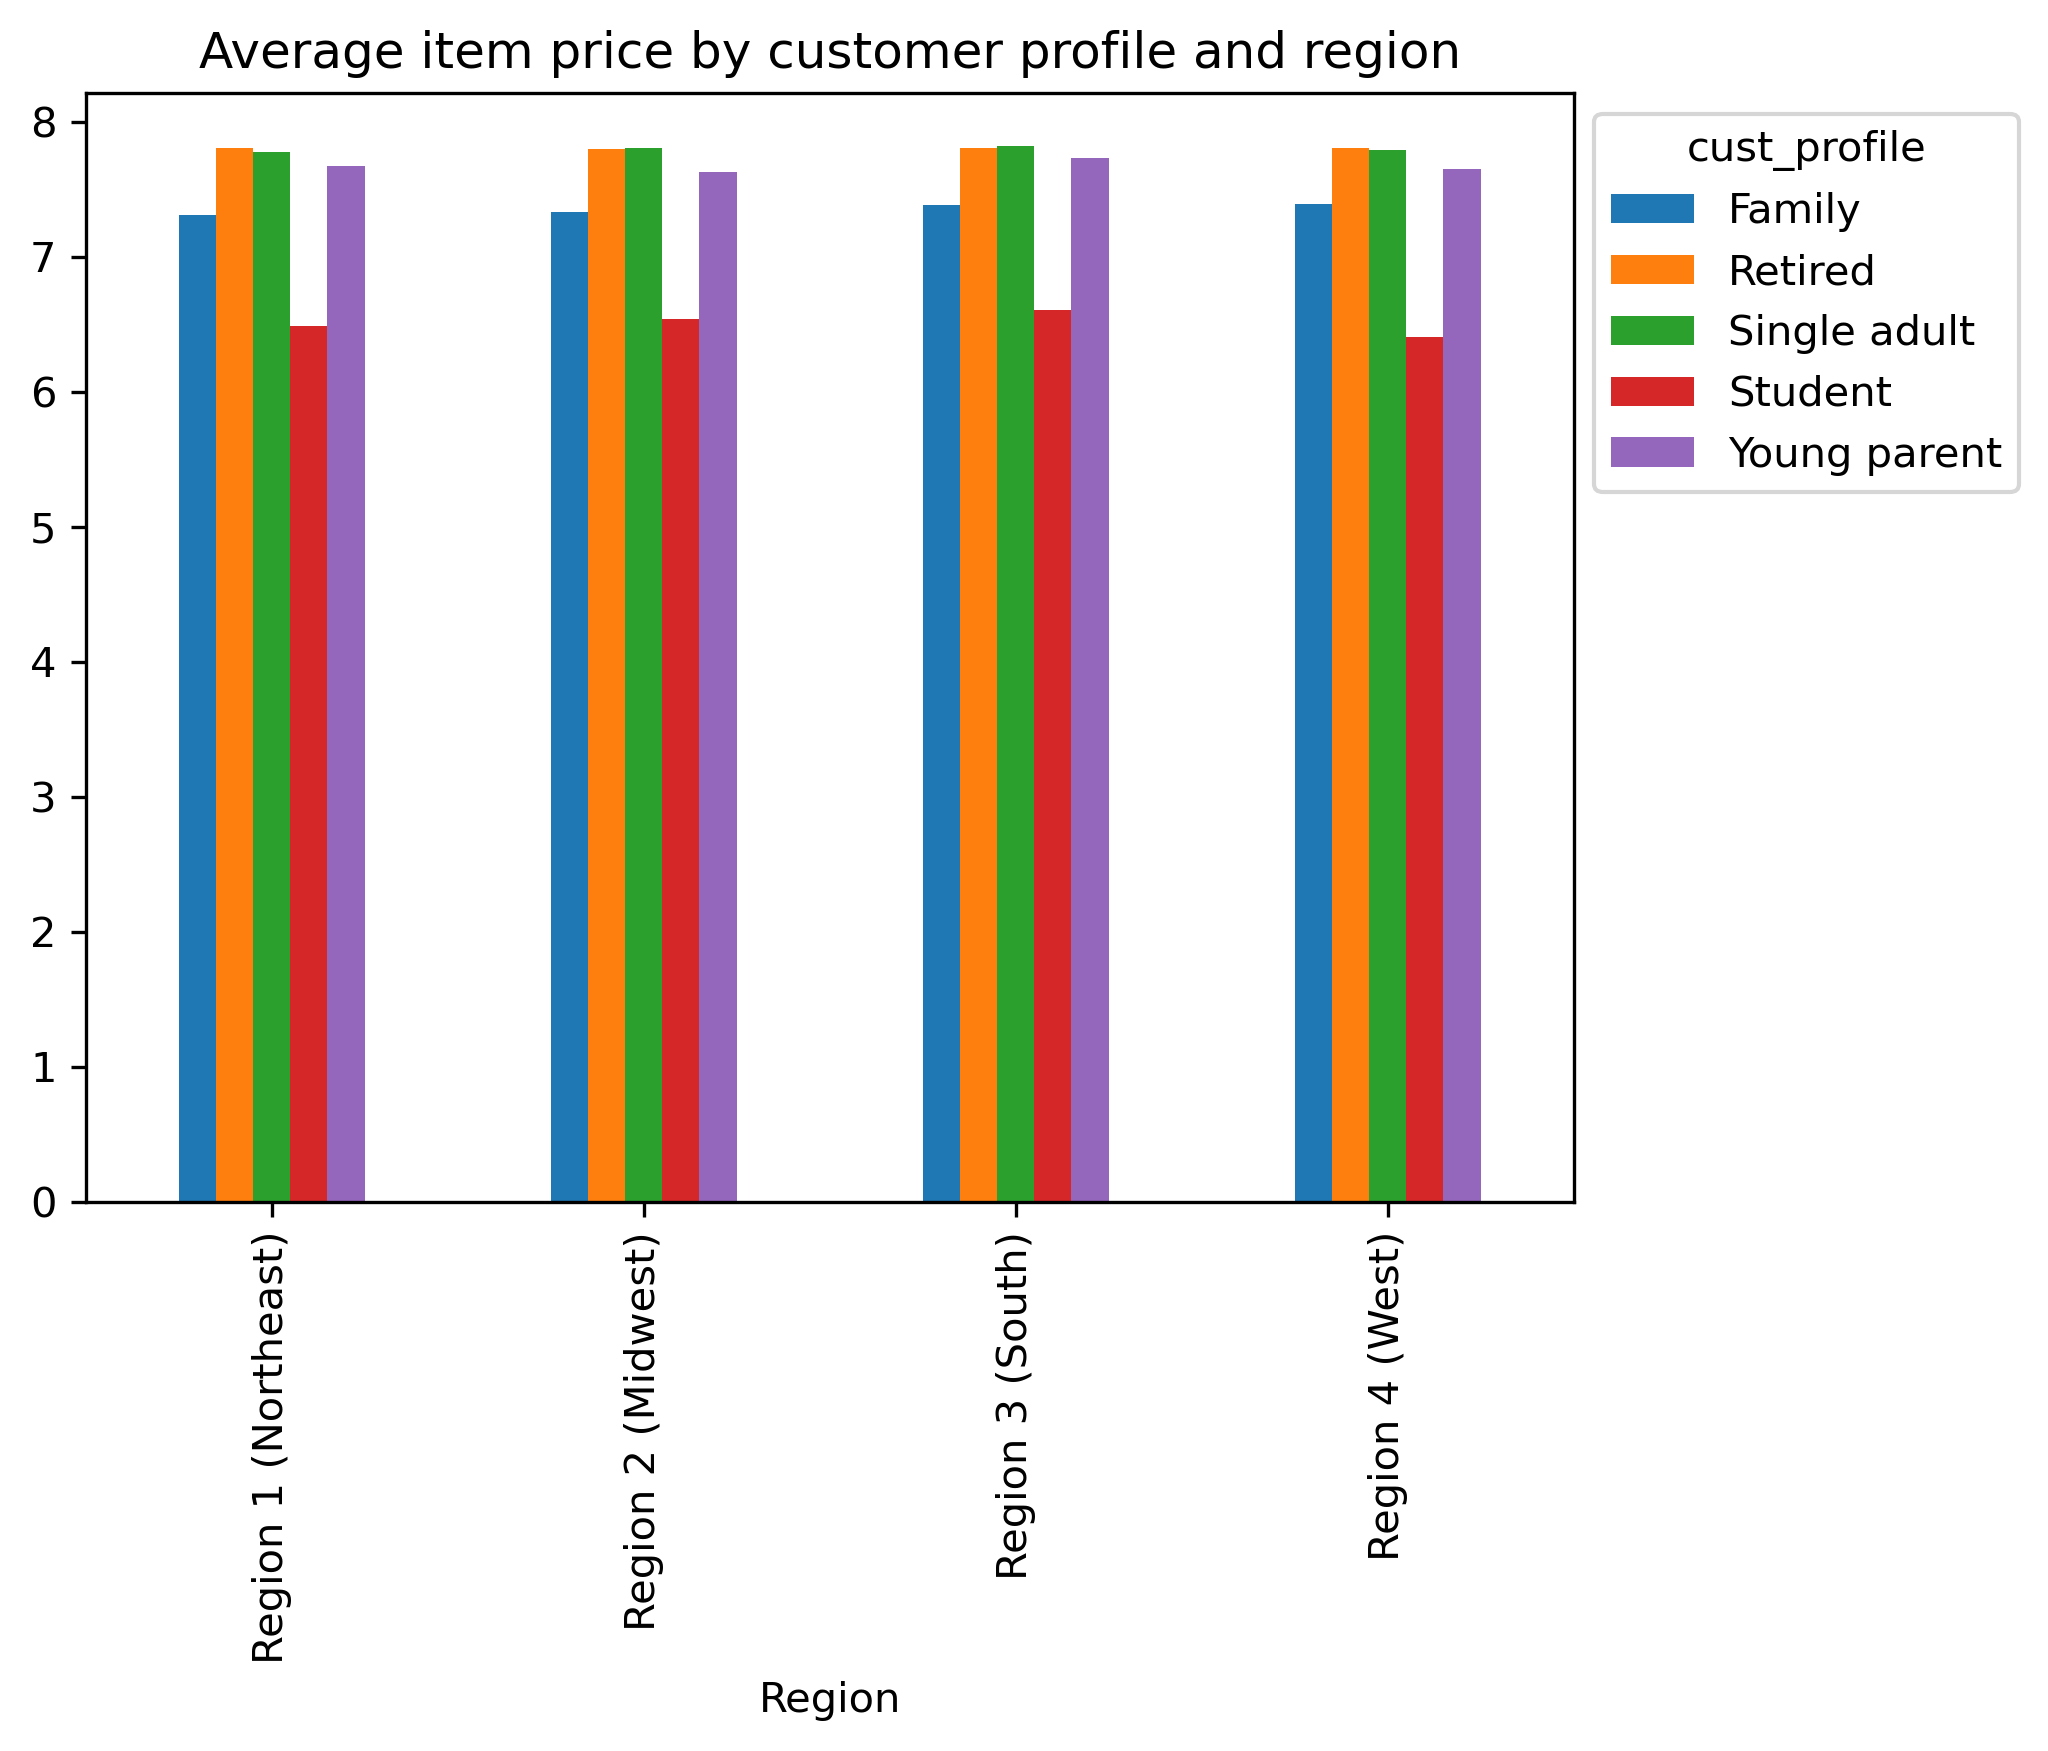 Average item price by customer profile and region
8
7
6
5
4
3
2
1
0
cust_profile
Family
Retired
Single adult
Student
Young parent
Region 1 (Northeast)
Region 2 (Midwest)
Region 3 (South)
Region 4 (West)
Region